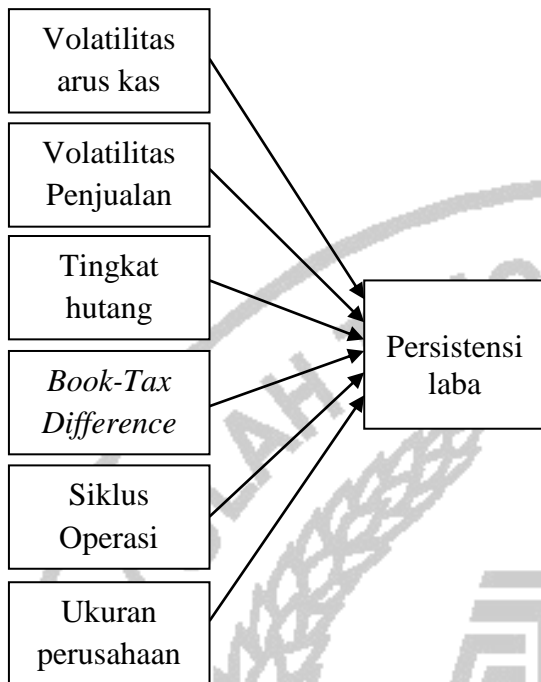 Volatilitas
arus kas
Volatilitas
Penjualan
Tingkat
hutang
Book-Tax
Difference
Siklus
Operasi
Ukuran
perusahaan
Persistensi
laba